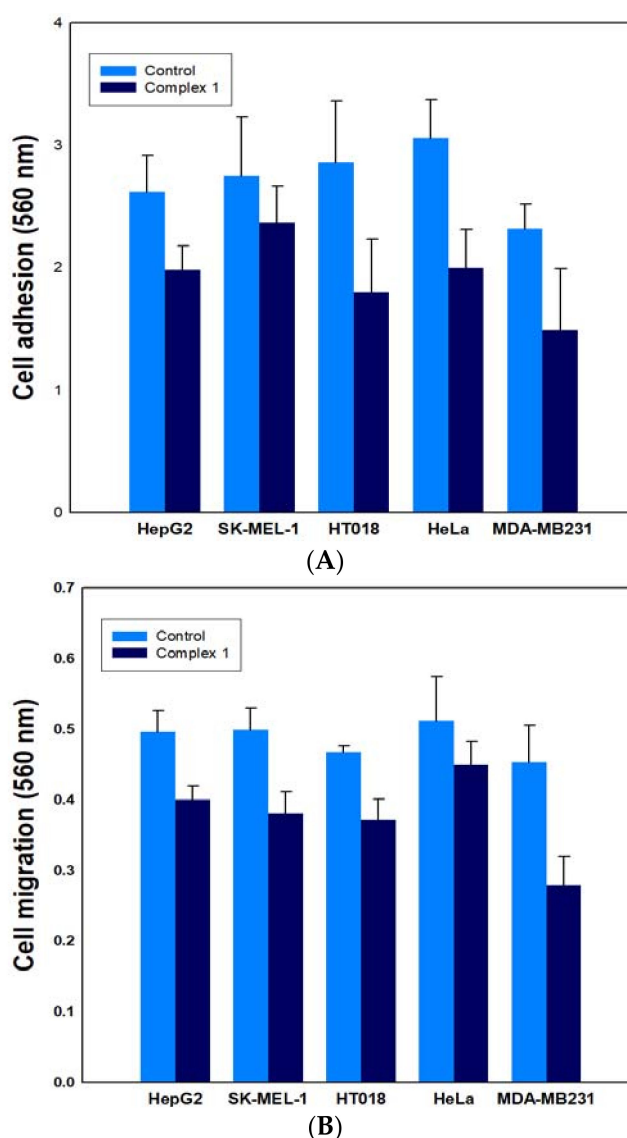 4
Control
Complex 1
3
2
1
0
Cell adhesion (560 nm)
HepG2 SK-MEL-1 HT018 HeLa MDA-MB231
(A)
0.7
Control
Complex 1
0.6
0.5
0.4
0.3
0.2
0.1
0.0
Cell migration (560 nm)
HepG2 SK-MEL-1 HT018 HeLa MDA-MB231
(B)